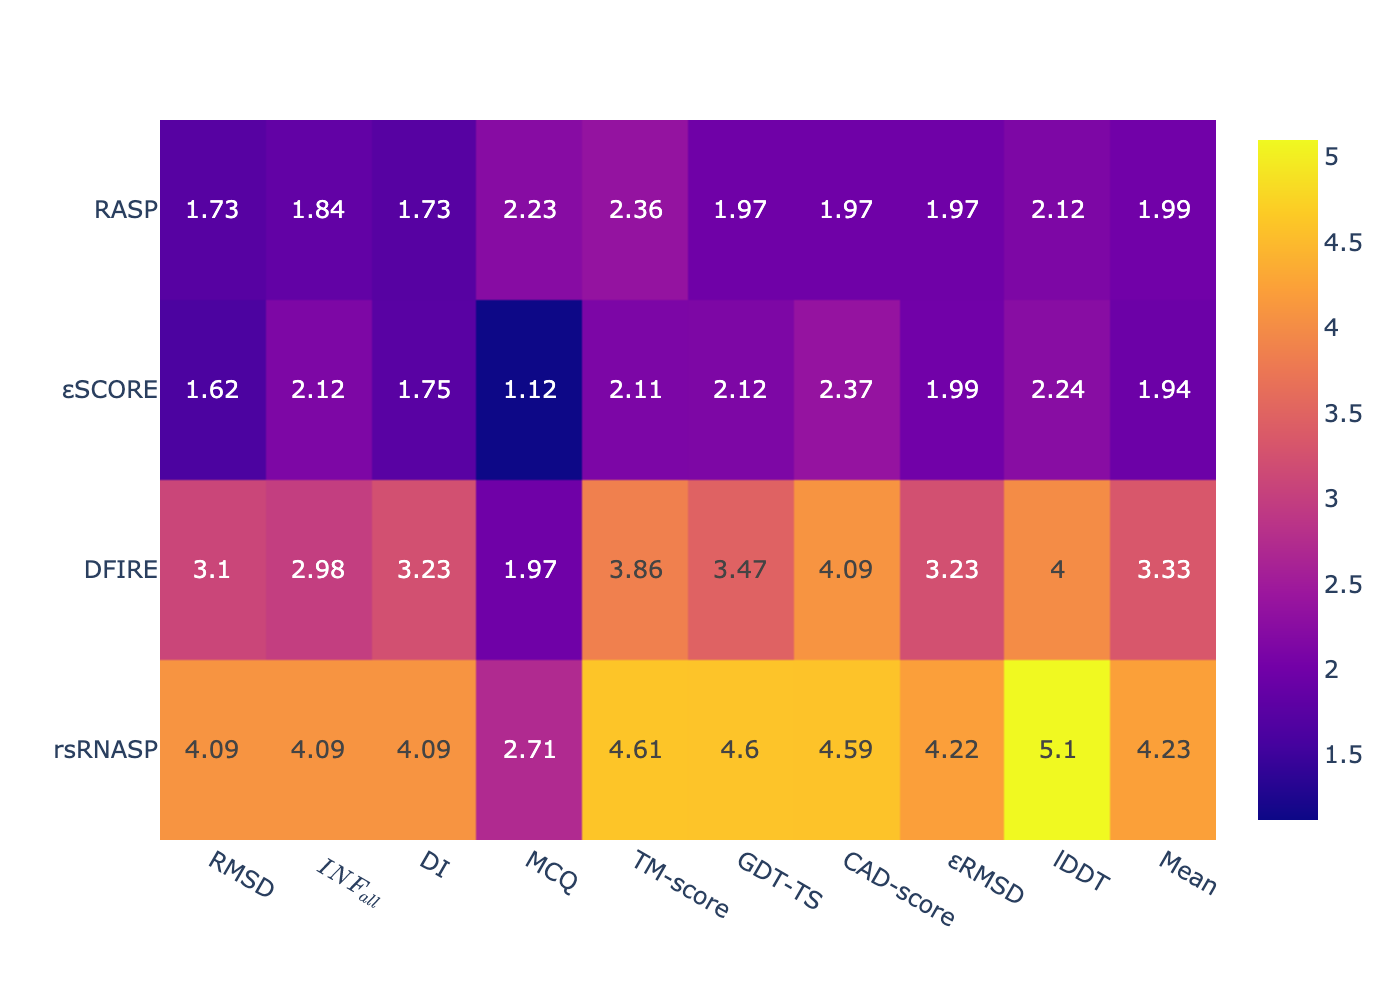 RASP 1.73 1.84 1.73 2.23 2.36 1.97 1.97 1.97 2.12 1.99
εSCORE 1.62 2.12 1.75 1.12 2.11 2.12 2.37 1.99 2.24 1.94
DFIRE 3.1 2.98 3.23 1.97 3.86 3.47 4.09 3.23 4 3.33
rsRNASP 4.09 4.09 4.09 2.71 4.61 4.6 4.59 4.22 5.1 4.23
RMSD INF_all DI MCQ TM-score GDT-TS CAD-score εRMSD lDDT Mean
5
4.5
4
3.5
3
2.5
2
1.5